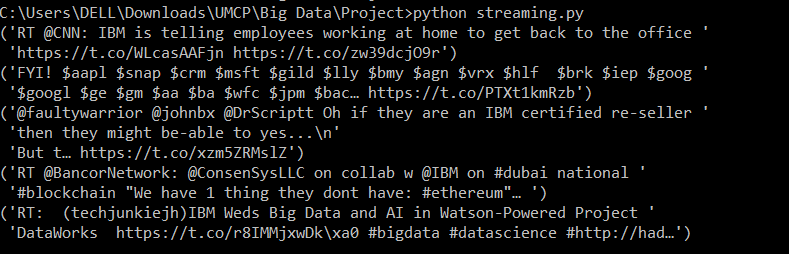 C:\Users\DELL\Downloads\UMCP\Big Data\Project>python streaming.py
('RT @CNN: IBM is telling employees working at home to get back to the office '
 'https://t.co/WLcasAAFjn https://t.co/zw39dcjO9r')
('FYI! $aapl $snap $crm $msft $gild $lly $bmy $agn $vrx $hlf  $brk $iep $goog '
 '$googl $ge $gm $aa $ba $wfc $jpm $bac… https://t.co/PTXt1kmRzb')
('@faultywarrior @johnbx @DrScriptt Oh if they are an IBM certified re-seller '
 'then they might be-able to yes...\n'
 'But t… https://t.co/xzm5ZRMslZ')
('RT @BancorNetwork: @ConsenSysLLC on collab w @IBM on #dubai national '
 '#blockchain "We have 1 thing they dont have: #ethereum"… ')
('RT:  (techjunkiejh)IBM Weds Big Data and AI in Watson-Powered Project '
 'DataWorks  https://t.co/r8IMMjxwDk\xa0 #bigdata #datascience #http://had…')